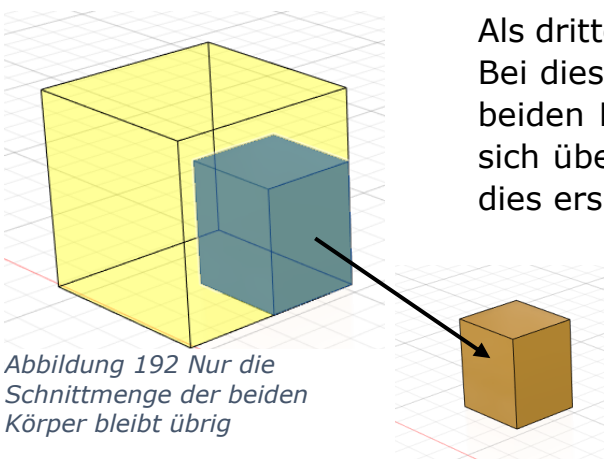 Als dritt
Bei dies
beiden
sich übe
dies ers
Abbildung 192 Nur die
Schnittmenge der beiden
Körper bleibt übrig